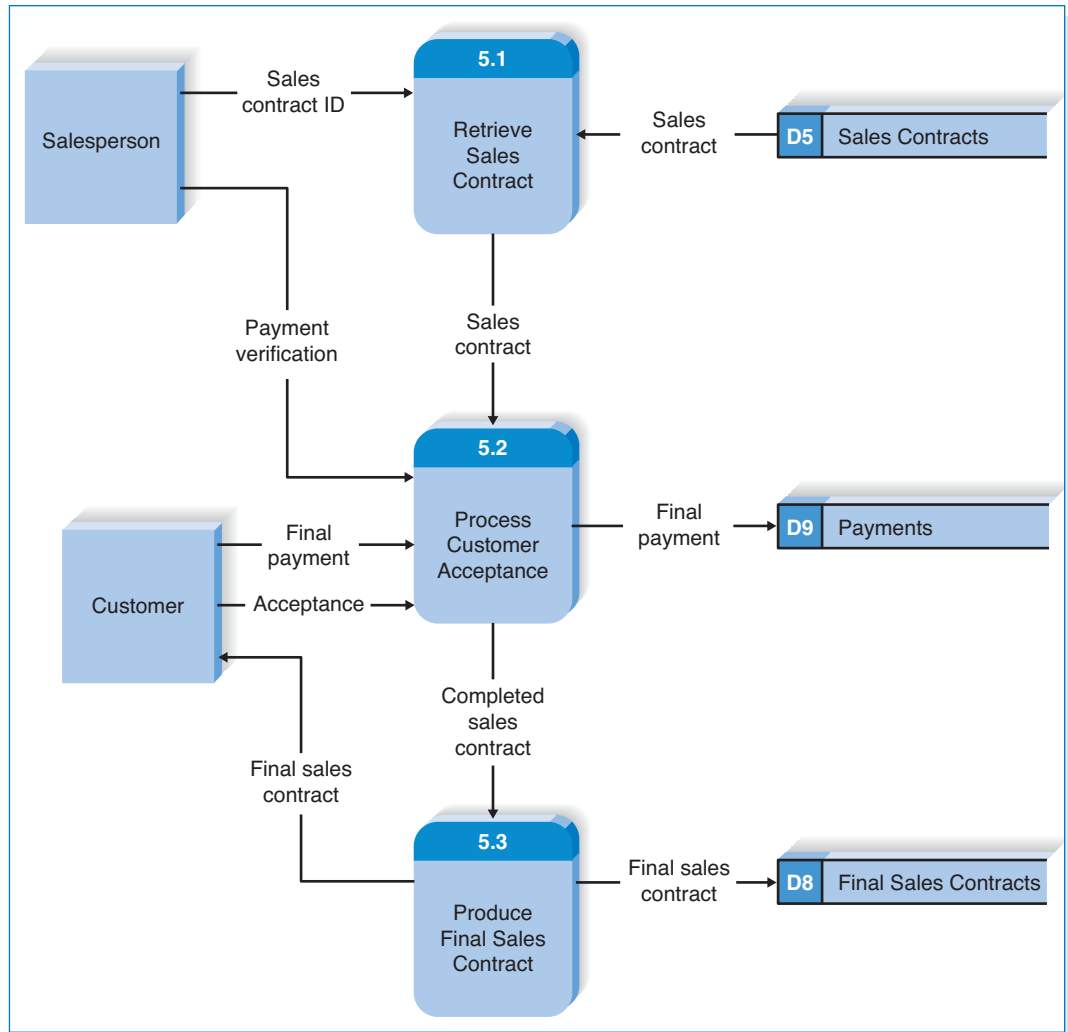 5.1
Sales
contract ID
Salesperson
Retrieve
Sales
Contract
Sales
contract
D5 Sales Contracts
Payment
verification
Sales
contract
5.2
Process
Customer
Acceptance
Final
payment
D9 Payments
Final
payment
Customer
Acceptance
Completed
sales
contract
Final sales
contract
5.3
Produce
Final Sales
Contract
Final sales
contract
D8 Final Sales Contracts